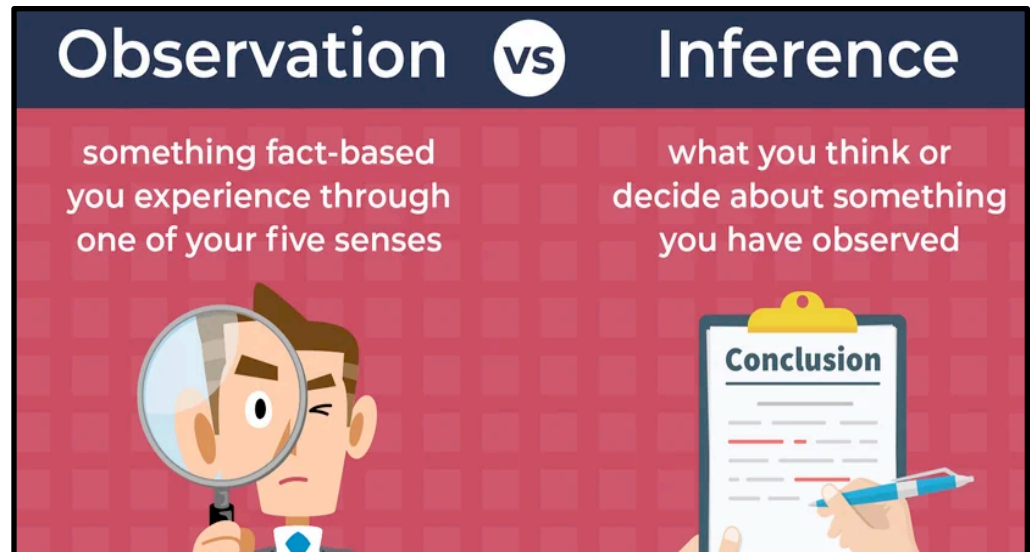 Observation vs Inference
something fact-based
you experience through
one of your five senses
what you think or
decide about something
you have observed
Conclusion